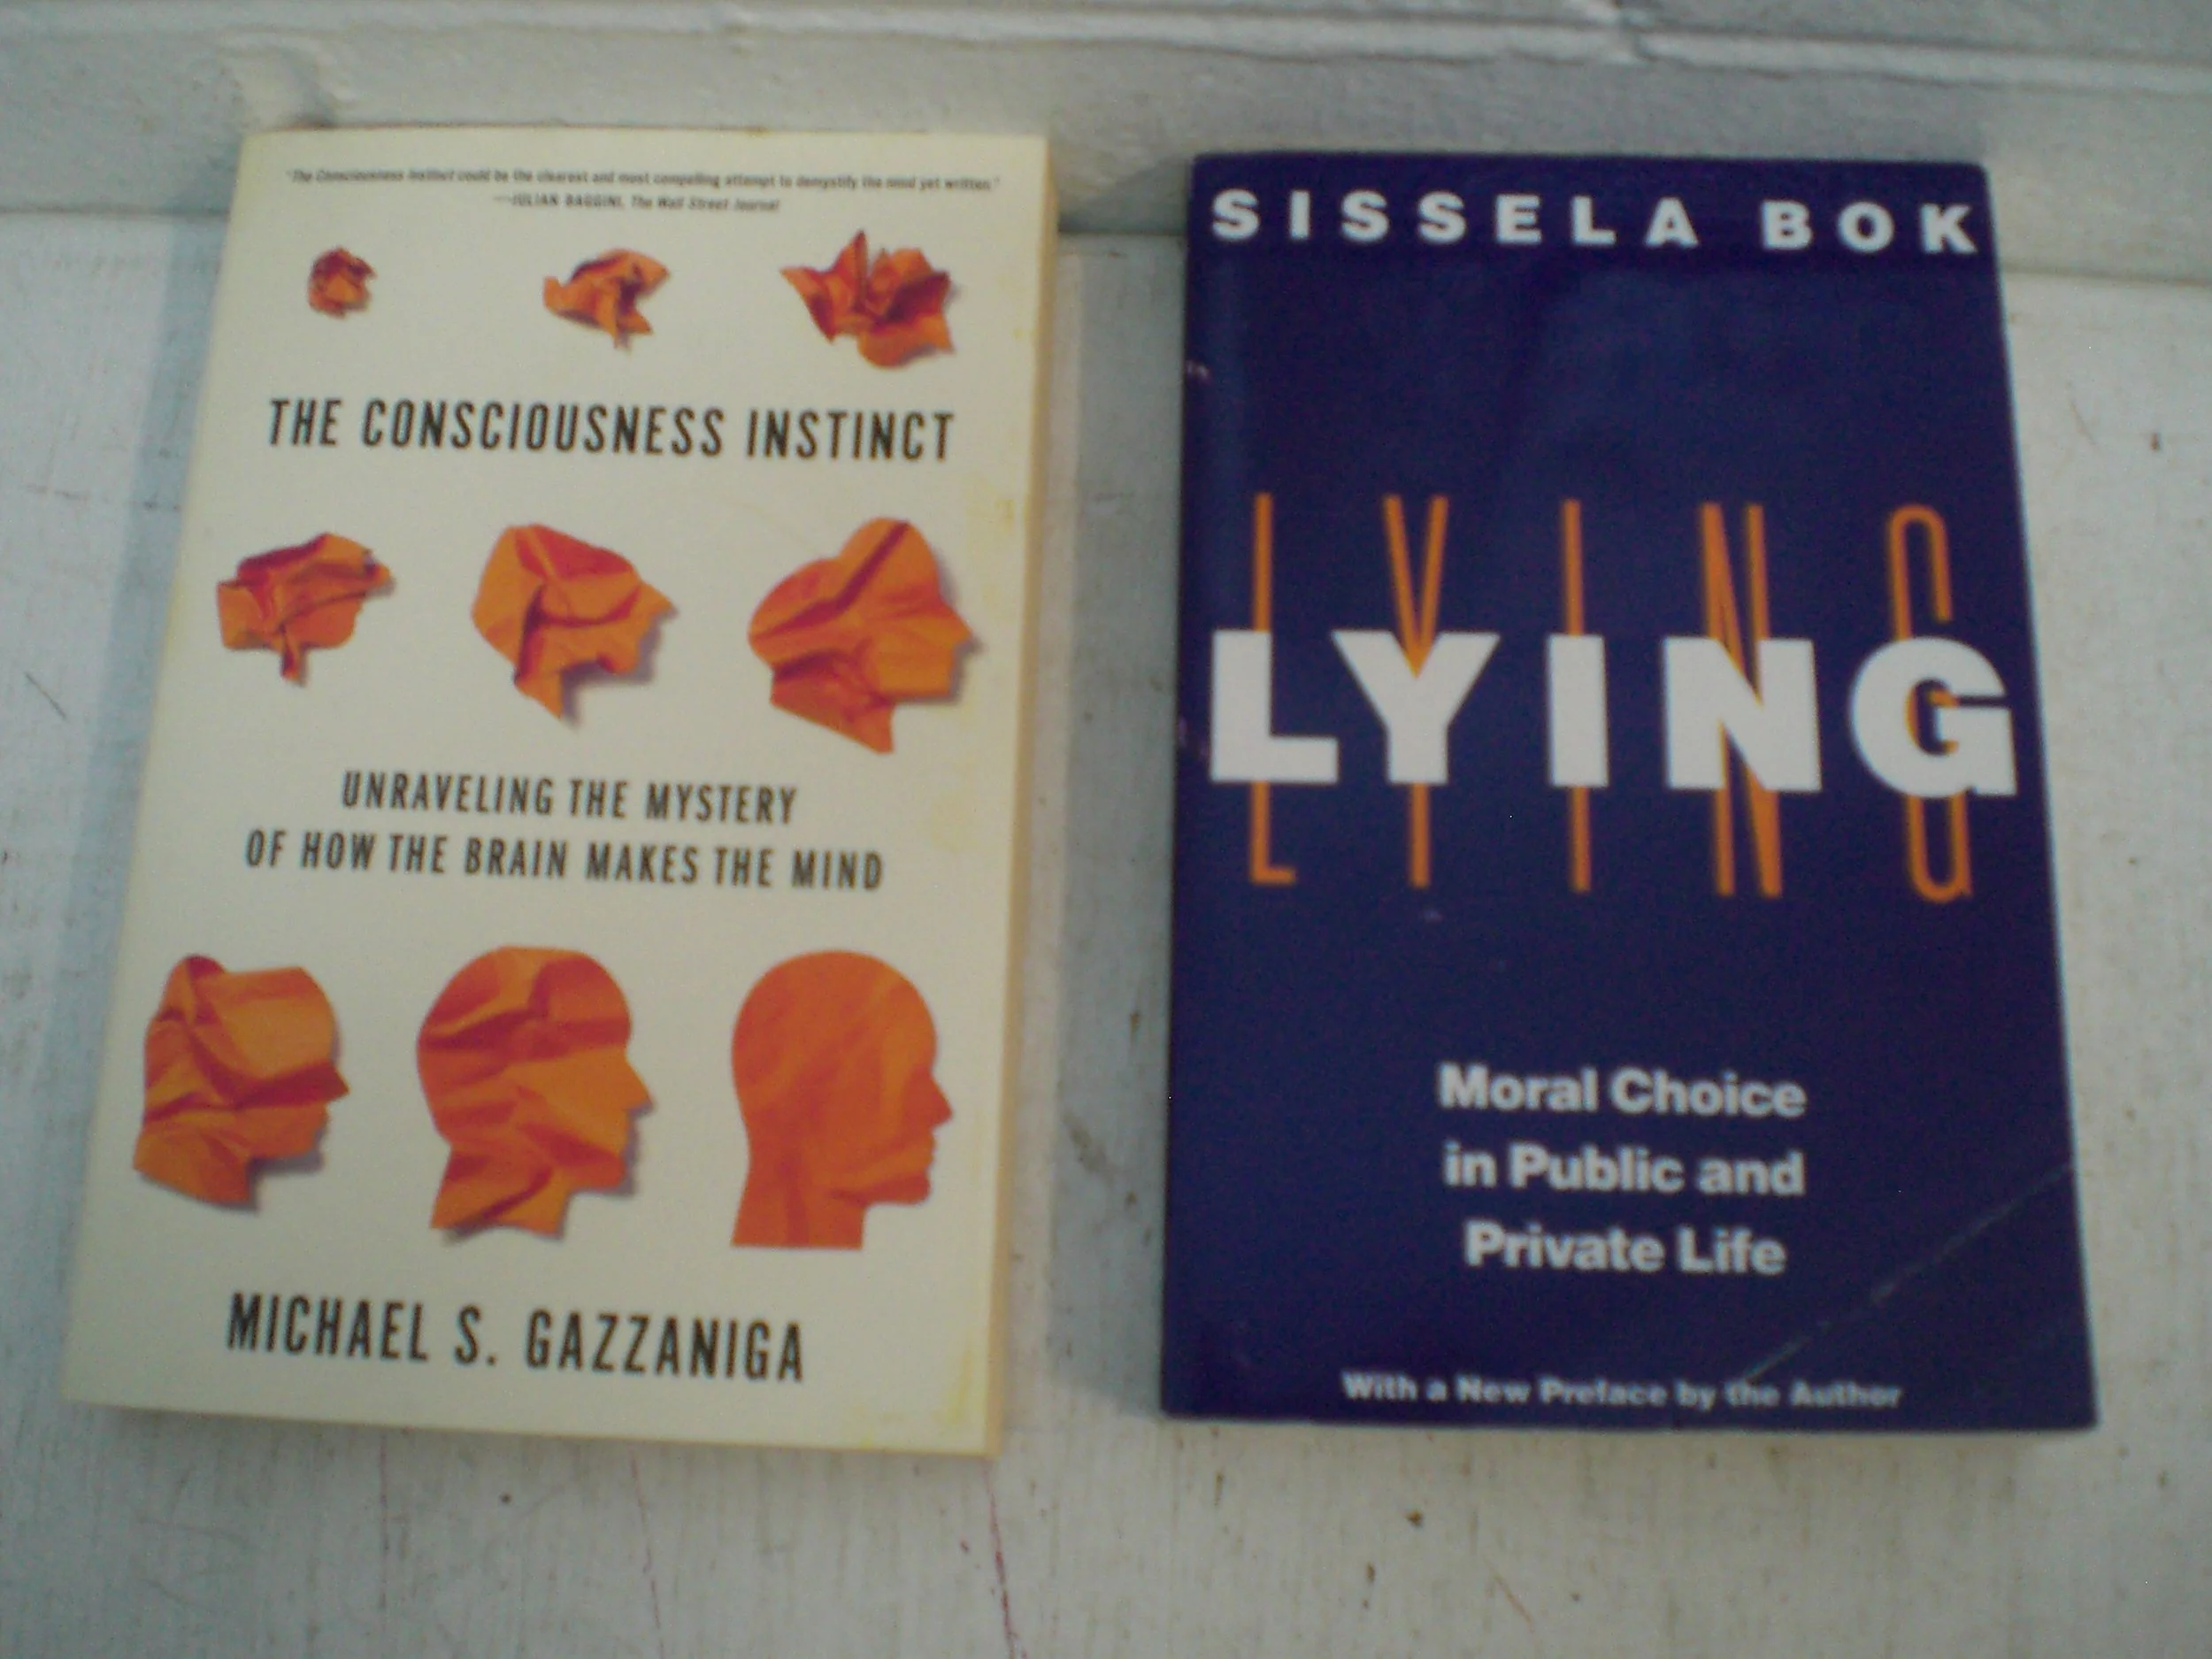 "The Consciousness Instinct could be the clearest and most compelling attempt to demystify the mind yet written."
—JULIAN BAGGINI, The Wall Street Journal
THE CONSCIOUSNESS INSTINCT
UNRAVELING THE MYSTERY
OF HOW THE BRAIN MAKES THE MIND
MICHAEL S. GAZZANIGA
SISSELA BOK
LYING
LYING
Moral Choice
in Public and
Private Life
With a New Preface by the Author